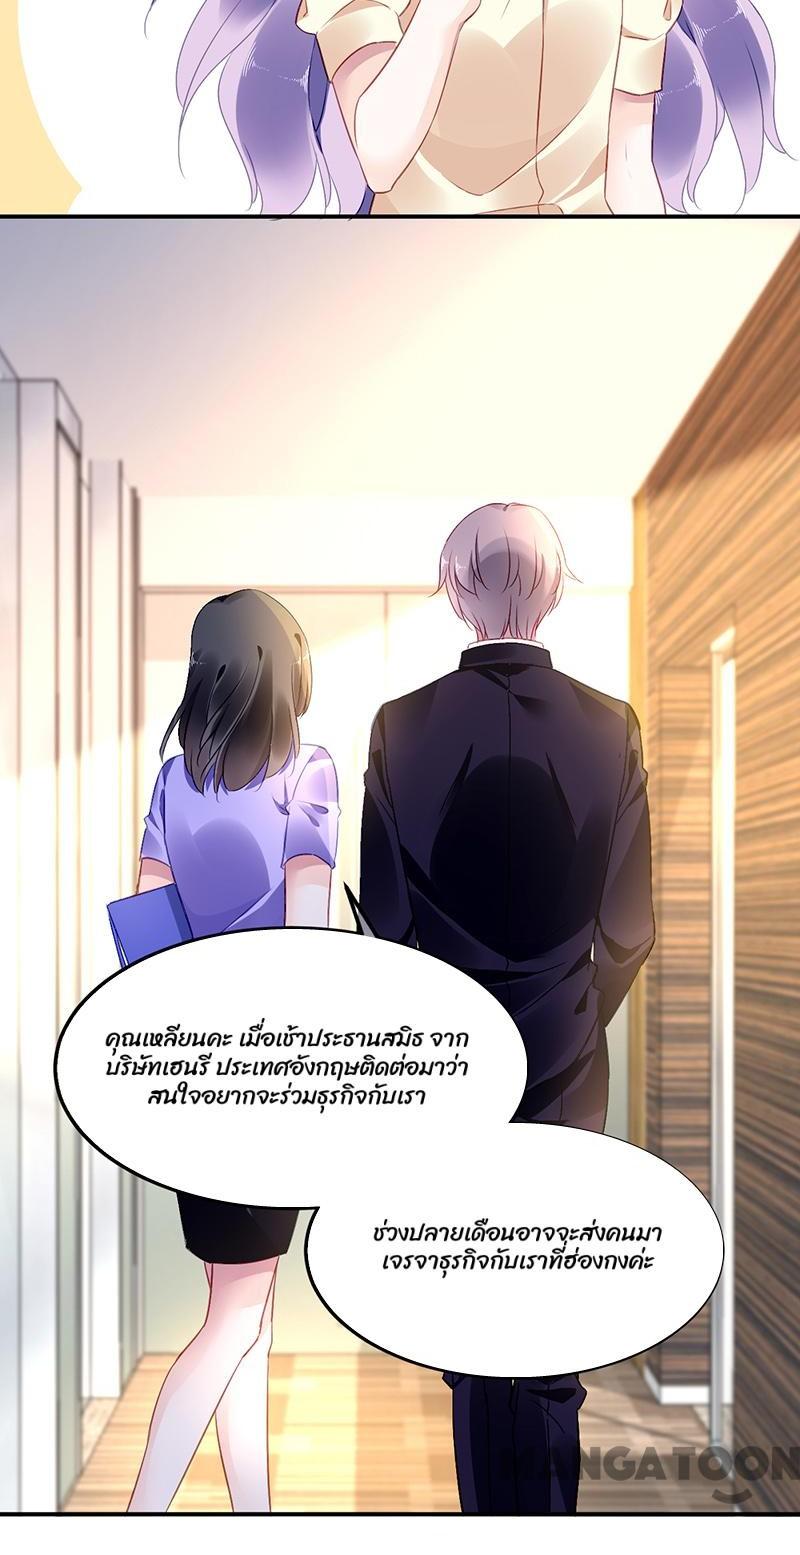 คุณเหลียนคะ เมื่อเช้าประธานสมิธ จาก
บริษัทเฮนรี ประเทศอังกฤษติดต่อมาว่า
สนใจอยากจะร่วมธุรกิจกับเรา
ช่วงปลายเดือนอาจจะส่งคนมา
เจรจาธุรกิจกับเราที่ฮ่องกงค่ะ
MANGATOON